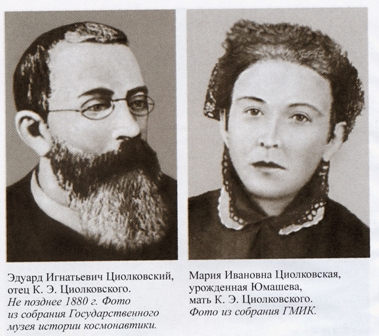 Эдуард Игнатьевич Циолковский,
отец К. Э. Циолковского.
Не позднее 1880 г. Фото
из собрания Государственного
музея истории космонавтики.
Мария Ивановна Циолковская,
урожденная Юмашева,
мать К. Э. Циолковского.
Фото из собрания ГМИК.